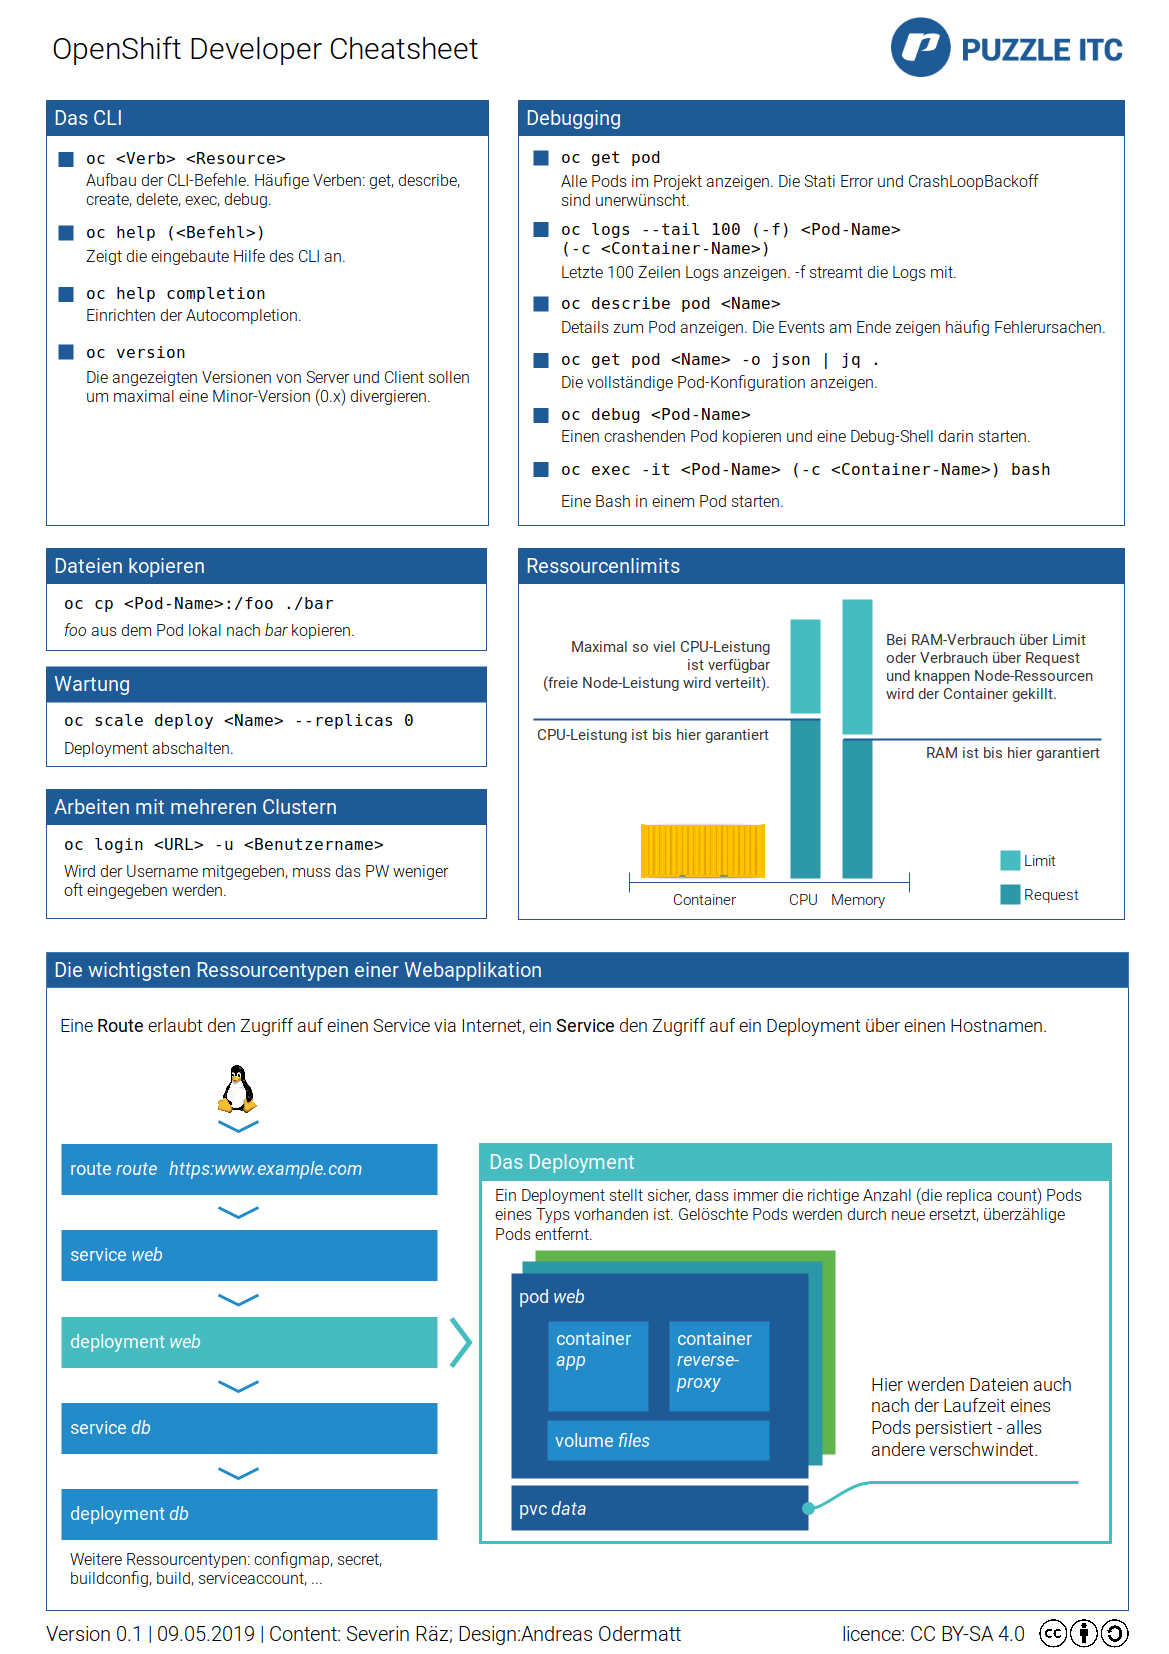 OpenShift Developer Cheatsheet
PUZZLE ITC
Das CLI
oc <Verb> <Resource>
Aufbau der CLI-Befehle. Häufige Verben: get, describe,
create, delete, exec, debug.
oc help (<Befehl>)
Zeigt die eingebaute Hilfe des CLI an.
oc help completion
Einrichten der Autocompletion.
oc version
Die angezeigten Versionen von Server und Client sollen
um maximal eine Minor-Version (0.x) divergieren.
Debugging
oc get pod
Alle Pods im Projekt anzeigen. Die Stati Error und CrashLoopBackoff
sind unerwünscht.
oc logs --tail 100 (-f) <Pod-Name>
(-c <Container-Name>)
Letzte 100 Zeilen Logs anzeigen. -f streamt die Logs mit.
oc describe pod <Name>
Details zum Pod anzeigen. Die Events am Ende zeigen häufig Fehlerursachen.
oc get pod <Name> -o json | jq .
Die vollständige Pod-Konfiguration anzeigen.
oc debug <Pod-Name>
Einen crashenden Pod kopieren und eine Debug-Shell darin starten.
oc exec -it <Pod-Name> (-c <Container-Name>) bash
Eine Bash in einem Pod starten.
Dateien kopieren
oc cp <Pod-Name>:/foo ./bar
foo aus dem Pod lokal nach bar kopieren.
Wartung
oc scale deploy <Name> --replicas 0
Deployment abschalten.
Arbeiten mit mehreren Clustern
oc login <URL> -u <Benutzername>
Wird der Username mitgegeben, muss das PW weniger
oft eingegeben werden.
Ressourcenlimits
Maximal so viel CPU-Leistung
ist verfügbar
(freie Node-Leistung wird verteilt).
CPU-Leistung ist bis hier garantiert
Bei RAM-Verbrauch über Limit
oder Verbrauch über Request
und knappen Node-Ressourcen
wird der Container gekillt.
RAM ist bis hier garantiert
Limit
Request
Container
CPU
Memory
Die wichtigsten Ressourcentypen einer Webapplikation
Eine Route erlaubt den Zugriff auf einen Service via Internet, ein Service den Zugriff auf ein Deployment über einen Hostnamen.
route route https:www.example.com
service web
deployment web
service db
deployment db
Weitere Ressourcentypen: configmap, secret,
buildconfig, build, serviceaccount, ...
Das Deployment
Ein Deployment stellt sicher, dass immer die richtige Anzahl (die replica count) Pods
eines Typs vorhanden ist. Gelöschte Pods werden durch neue ersetzt, überzählige
Pods entfernt.
pod web
container
app
container
reverse-
proxy
volume files
pvc data
Hier werden Dateien auch
nach der Laufzeit eines
Pods persistiert - alles
andere verschwindet.
Version 0.1 | 09.05.2019 | Content: Severin Räz; Design:Andreas Odermatt
licence: CC BY-SA 4.0
cc